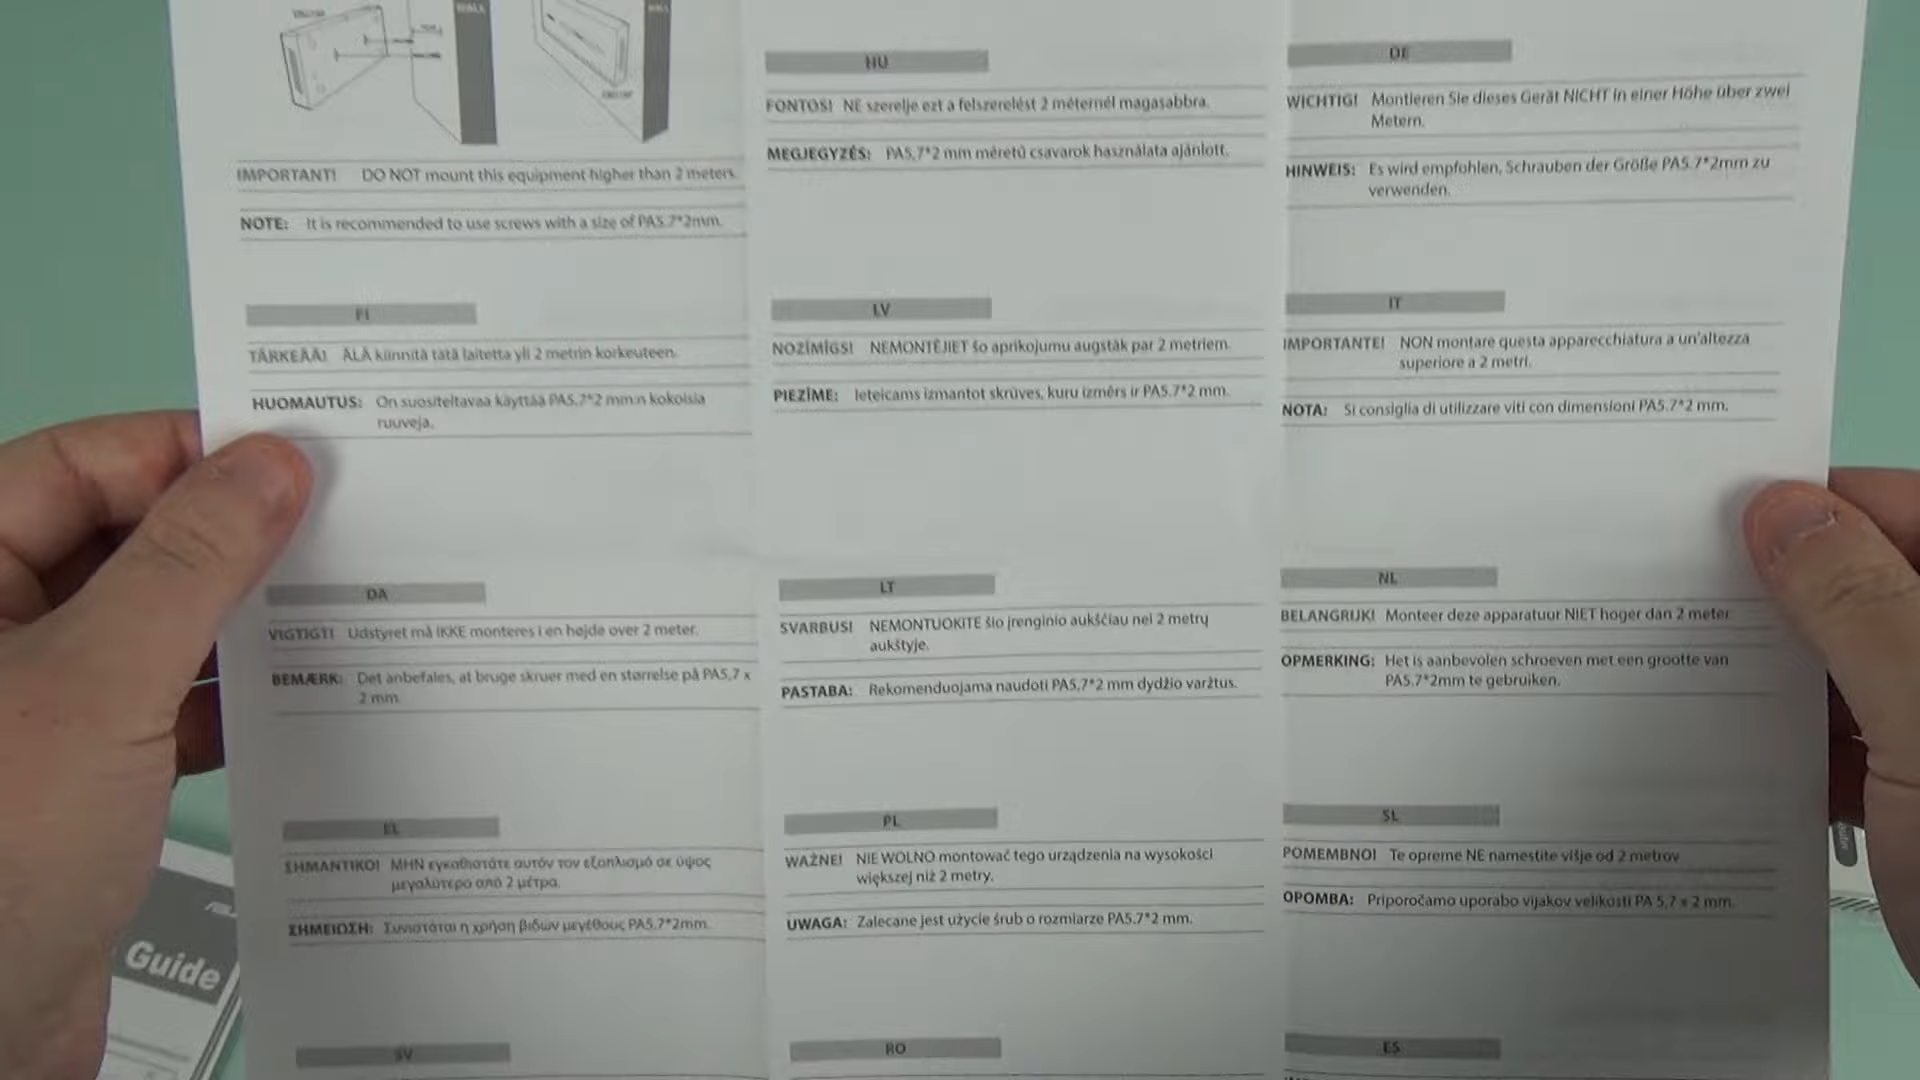 WALL
IMPORTANT! DO NOT mount this equipment higher than 2 meters.
NOTE: It is recommended to use screws with a size of PA5.7*2mm.
FI
TÄRKEÄÄ! ÄLÄ kiinnitä tätä laitetta yli 2 metrin korkeuteen.
HUOMAUTUS: On suositeltavaa käyttää PA5.7*2 mm:n kokoisia
ruuveja.
DA
VIGTIGT! Udstyret må IKKE monteres i en højde over 2 meter.
BEMÆRK: Det anbefales, at bruge skruer med en størrelse på PA5,7 x
2 mm.
EL
ΣΗΜΑΝΤΙΚΟ! ΜΗΝ εγκαθιστάτε αυτόν τον εξοπλισμό σε ύψος
μεγαλύτερο από 2 μέτρα.
ΣΗΜΕΙΩΣΗ: Συνιστάται η χρήση βιδών μεγέθους PA5.7*2mm.
SV
HU
FONTOS! NE szerelje ezt a felszerelést 2 méternél magasabbra.
MEGJEGYZÉS: PA5,7*2 mm méretű csavarok használata ajánlott.
LV
NOZĪMĪGS! NEMONTĒJIET šo aprīkojumu augstāk par 2 metriem.
PIEZĪME: Ieteicams izmantot skrūves, kuru izmērs ir PA5.7*2 mm.
LT
SVARBUS! NEMONTUOKITE šio įrenginio aukščiau nei 2 metrų
aukštyje.
PASTABA: Rekomenduojama naudoti PA5,7*2 mm dydžio varžtus.
PL
WAŻNE! NIE WOLNO montować tego urządzenia na wysokości
większej niż 2 metry.
UWAGA: Zalecane jest użycie śrub o rozmiarze PA5.7*2 mm.
RO
DE
WICHTIG! Montieren Sie dieses Gerät NICHT in einer Höhe über zwei
Metern.
HINWEIS: Es wird empfohlen, Schrauben der Größe PA5.7*2mm zu
verwenden.
IT
IMPORTANTE! NON montare questa apparecchiatura a un'altezza
superiore a 2 metri.
NOTA: Si consiglia di utilizzare viti con dimensioni PA5.7*2 mm.
NL
BELANGRIJK! Monteer deze apparatuur NIET hoger dan 2 meter
OPMERKING: Het is aanbevolen schroeven met een grootte van
PA5.7*2mm te gebruiken.
SL
POMEMBNO! Te opreme NE namestite višje od 2 metrov
OPOMBA: Priporočamo uporabo vijakov velikosti PA 5,7 x 2 mm.
ES
Guide